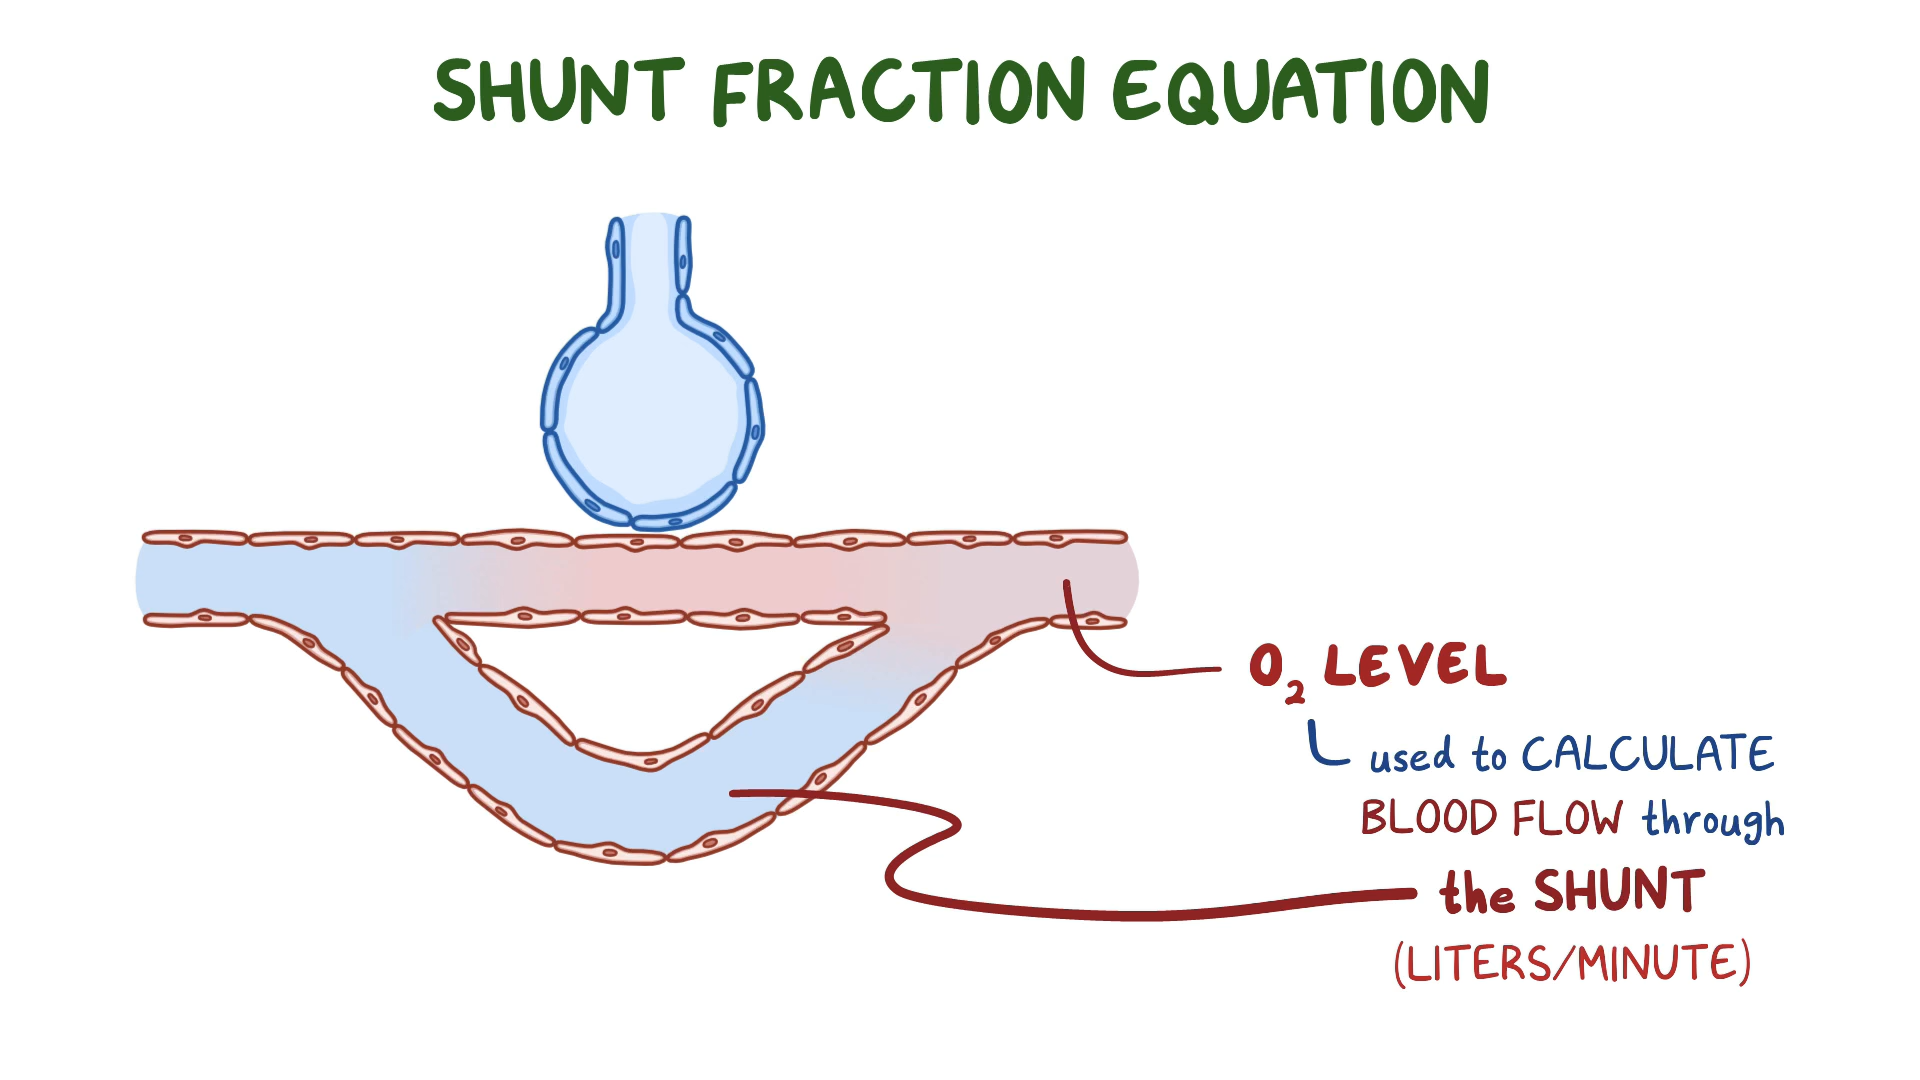 SHUNT FRACTION EQUATION
O₂ LEVEL
used to CALCULATE
BLOOD FLOW through
the SHUNT
(LITERS/MINUTE)